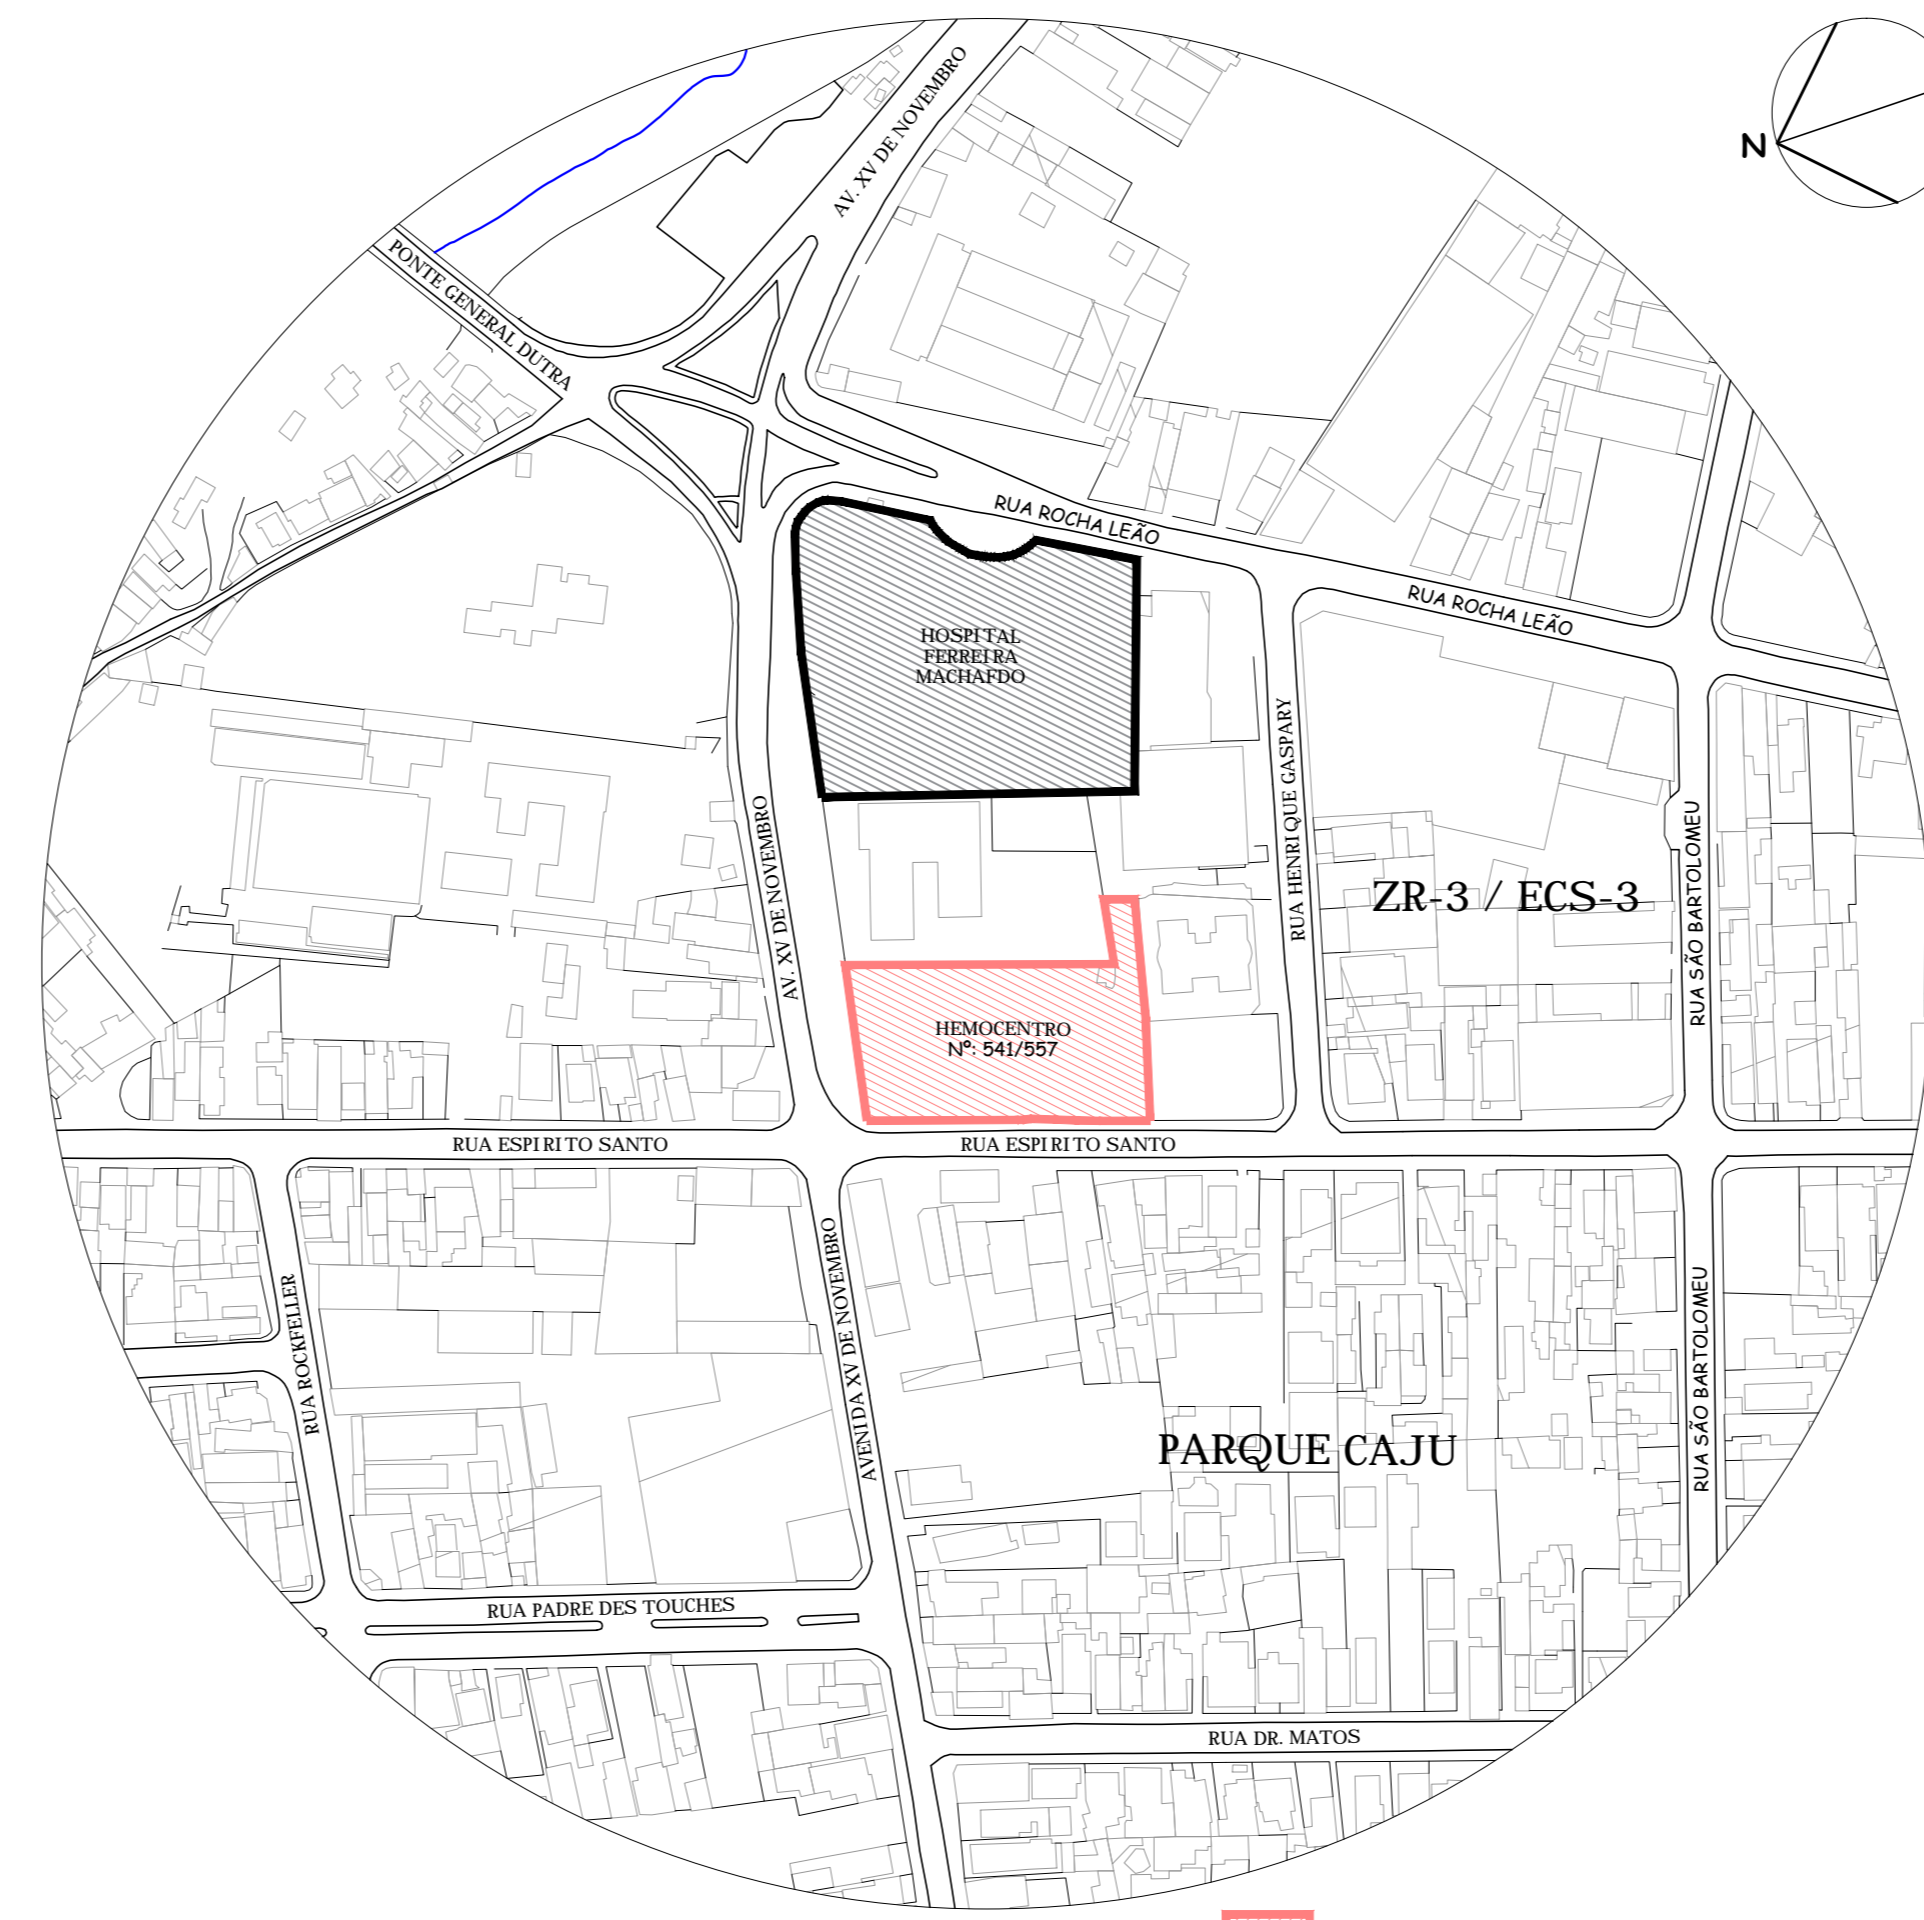 AV. XV DE NOVEMBRO
N
PONTE GENERAL DUTRA
RUA ROCHA LEÃO
RUA ROCHA LEÃO
HOSPITAL
FERREIRA
MACHAFDO
RUA HENRIQUE GASPARY
AV. XV DE NOVEMBRO
ZR-3 / ECS-3
RUA SÃO BARTOLOMEU
HEMOCENTRO
Nº: 541/557
RUA ESPIRITO SANTO
RUA ESPIRITO SANTO
RUA ROCKFELLER
AVENIDA XV DE NOVEMBRO
RUA SÃO BARTOLOMEU
PARQUE CAJU
RUA PADRE DES TOUCHES
RUA DR. MATOS